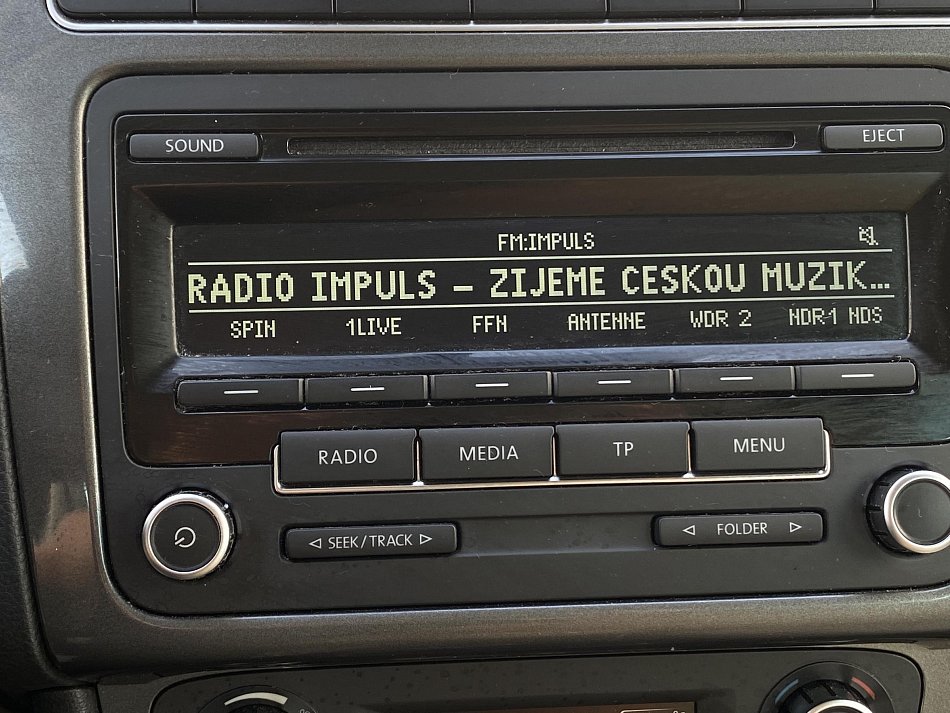 SOUND
EJECT
FM:IMPULS
RADIO IMPULS – ZIJEME CESKOU MUZIK...
SPIN 1LIVE FFN ANTENNE WDR 2 NDR1 NDS
RADIO MEDIA TP MENU
SEEK/TRACK
FOLDER